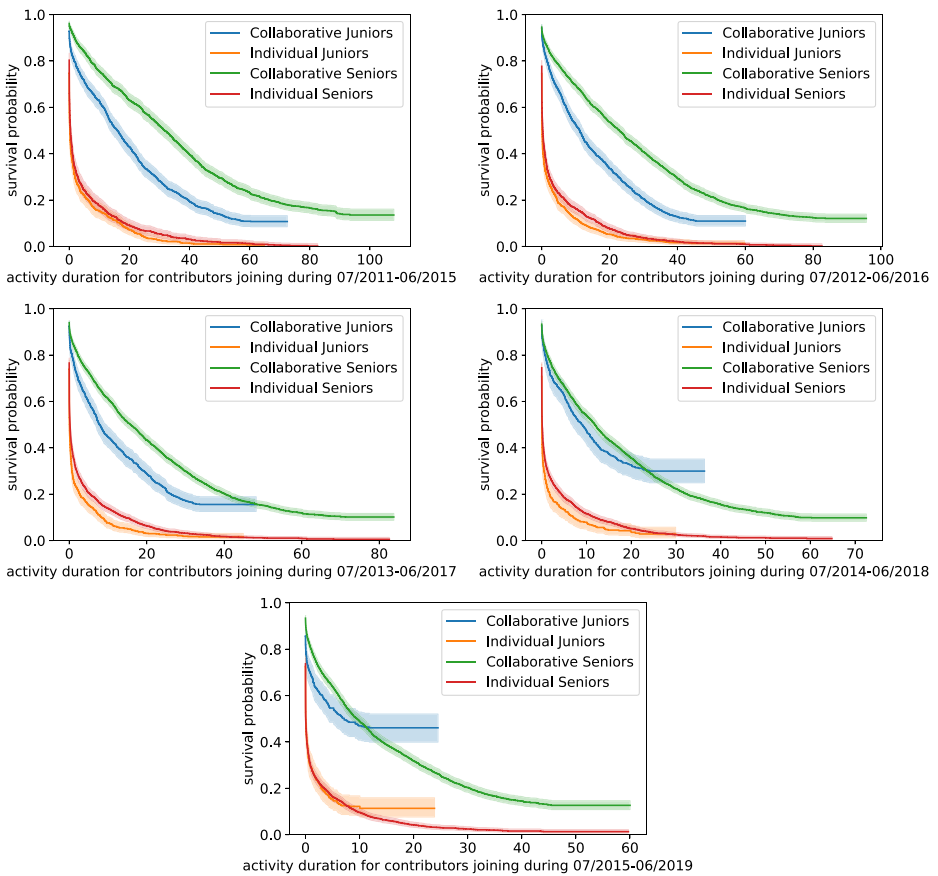 1.0
0.8
0.6
0.4
0.2
0.0
survival probability
Collaborative Juniors
Individual Juniors
Collaborative Seniors
Individual Seniors
0 20 40 60 80 100
activity duration for contributors joining during 07/2011-06/2015
1.0
0.8
0.6
0.4
0.2
0.0
survival probability
Collaborative Juniors
Individual Juniors
Collaborative Seniors
Individual Seniors
0 20 40 60 80 100
activity duration for contributors joining during 07/2012-06/2016
1.0
0.8
0.6
0.4
0.2
0.0
survival probability
Collaborative Juniors
Individual Juniors
Collaborative Seniors
Individual Seniors
0 20 40 60 80
activity duration for contributors joining during 07/2013-06/2017
1.0
0.8
0.6
0.4
0.2
0.0
survival probability
Collaborative Juniors
Individual Juniors
Collaborative Seniors
Individual Seniors
0 10 20 30 40 50 60 70
activity duration for contributors joining during 07/2014-06/2018
1.0
0.8
0.6
0.4
0.2
0.0
survival probability
Collaborative Juniors
Individual Juniors
Collaborative Seniors
Individual Seniors
0 10 20 30 40 50 60
activity duration for contributors joining during 07/2015-06/2019